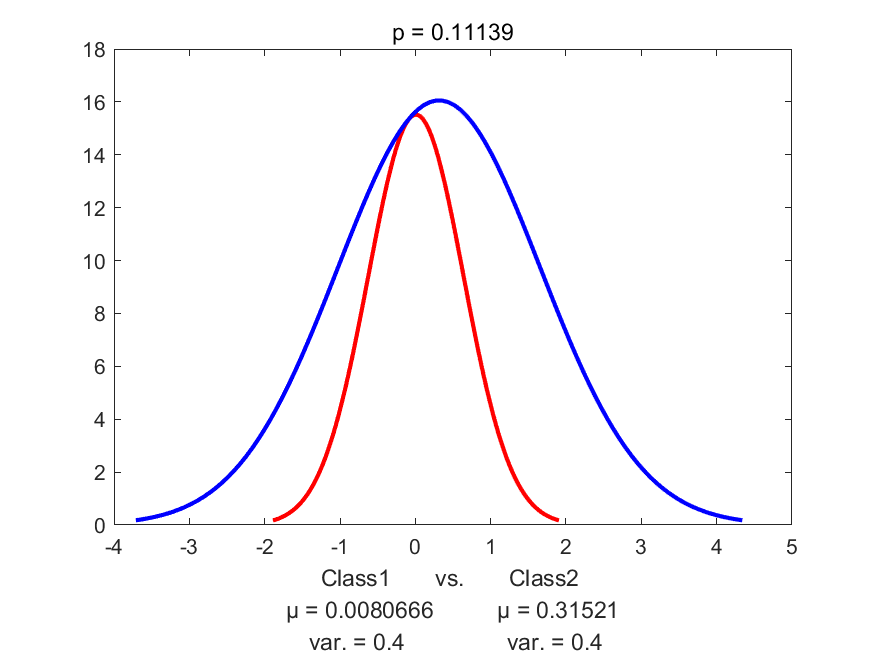 p = 0.11139
18
16
14
12
10
8
6
4
2
0
-4 -3 -2 -1 0 1 2 3 4 5
Class1 vs. Class2
μ = 0.0080666 μ = 0.31521
var. = 0.4 var. = 0.4